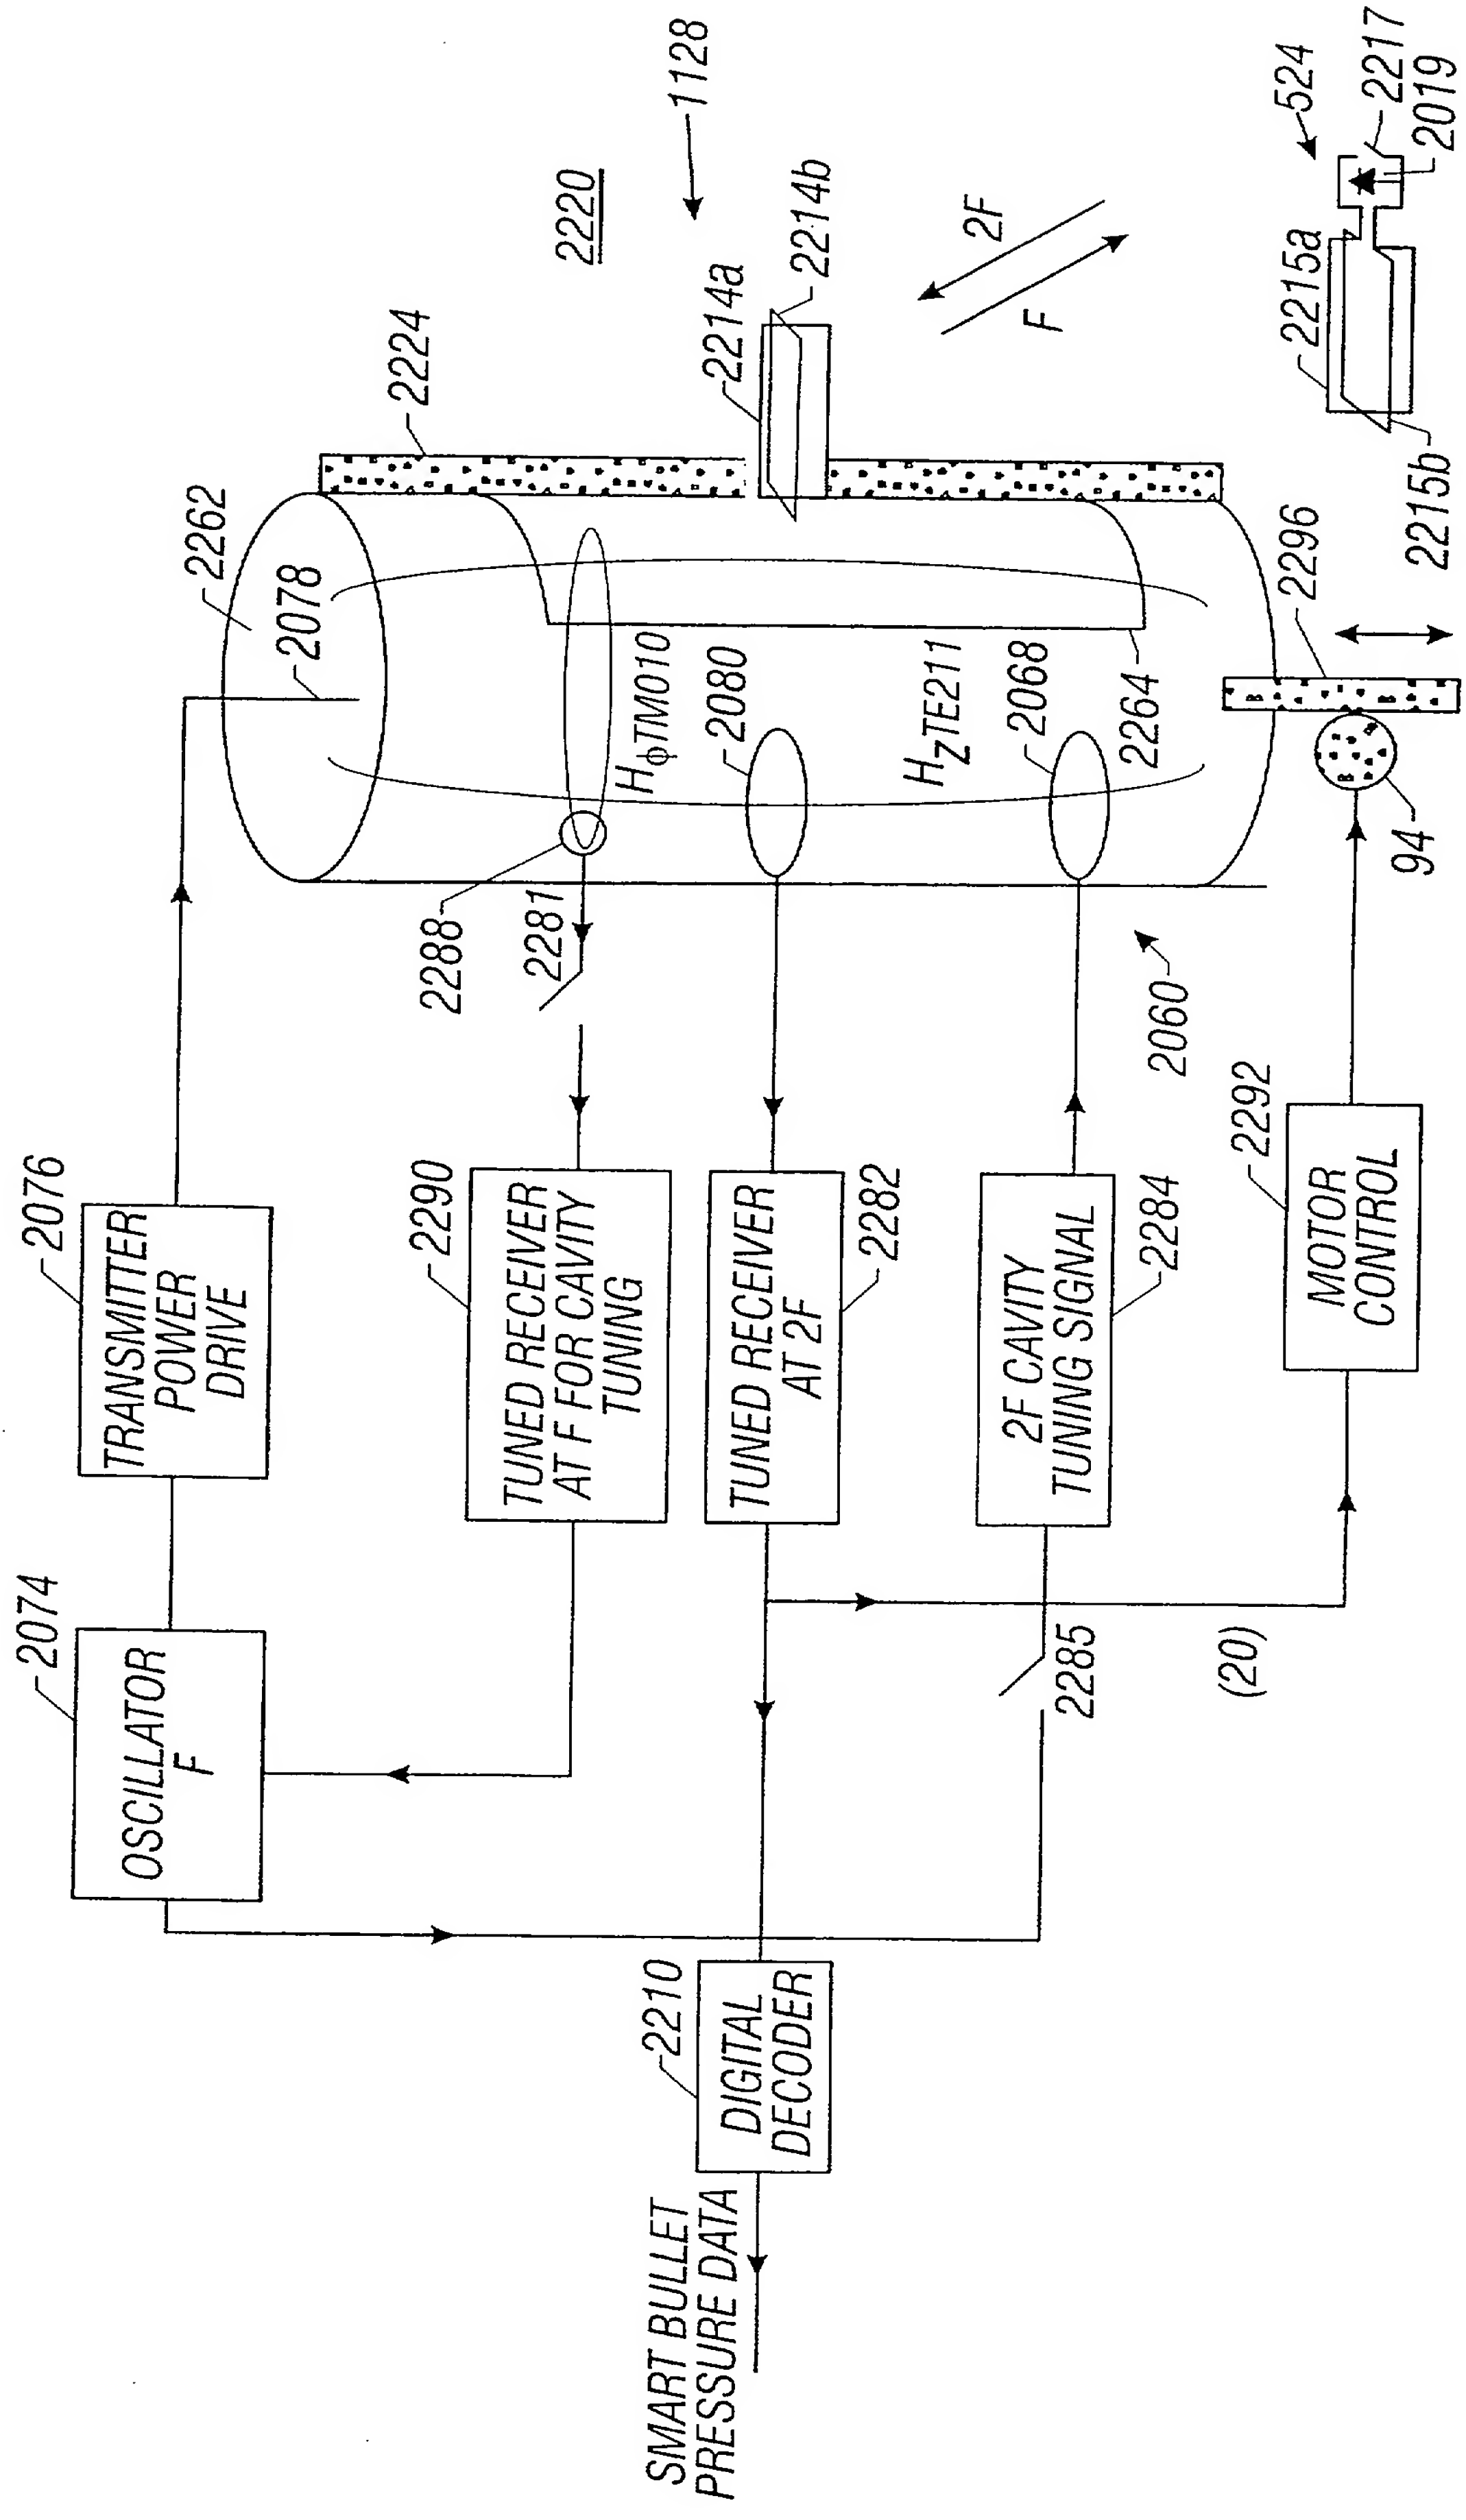 2074
OSCILLATOR
F
2076
TRANSMITTER
POWER
DRIVE
2078
2262
2224
2220
1128
2290
TUNED RECEIVER
AT F FOR CAVITY
TUNING
2288
2281
HΦTM010
2214a
2214b
SMART BULLET
PRESSURE DATA
2210
DIGITAL
DECODER
TUNED RECEIVER
AT 2F
2282
2080
HZTE211
2F
F
2F CAVITY
TUNING SIGNAL
2284
2285
2068
2060
2264
(20)
2292
MOTOR
CONTROL
94
2296
524
2215a
2215b
2217
2019